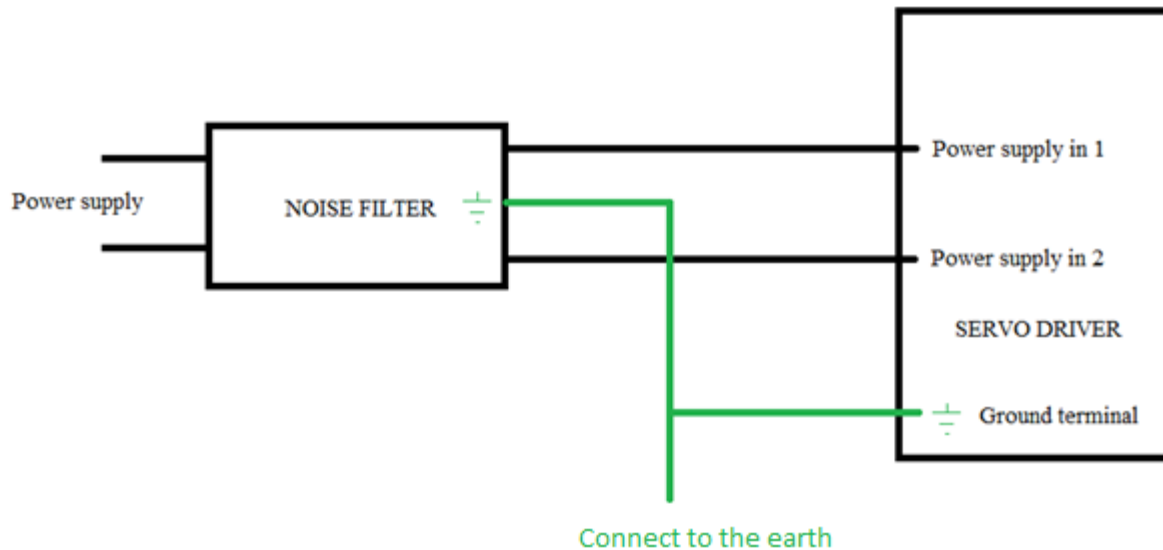 Power supply in 1
Power supply
NOISE FILTER
Power supply in 2
SERVO DRIVER
Ground terminal
Connect to the earth